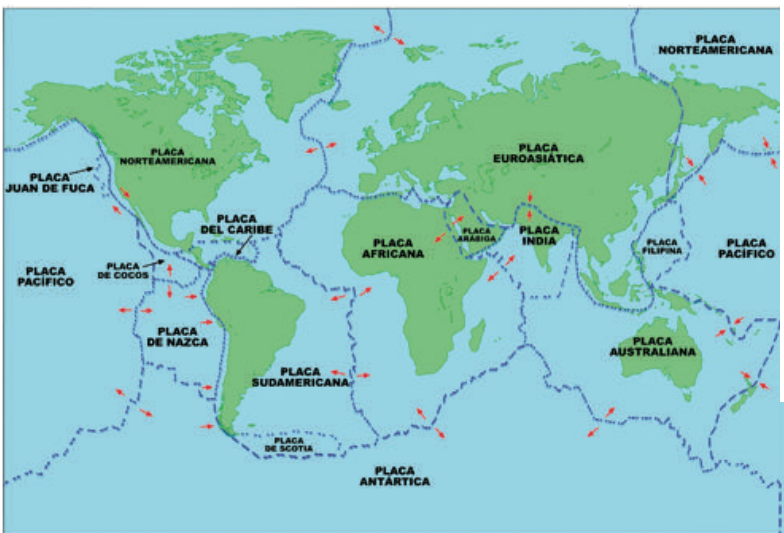 PLACA
NORTEAMERICANA
PLACA
NORTEAMERICANA
PLACA
EUROASIÁTICA
PLACA
JUAN DE FUCA
PLACA
DEL CARIBE
PLACA
AFRICANA
PLACA
ARÁBIGA
PLACA
INDIA
PLACA
FILIPINA
PLACA
PACÍFICO
PLACA
PACÍFICO
PLACA
DE COCOS
PLACA
DE NAZCA
PLACA
SUDAMERICANA
PLACA
AUSTRALIANA
PLACA
DE SCOTIA
PLACA
ANTÁRTICA